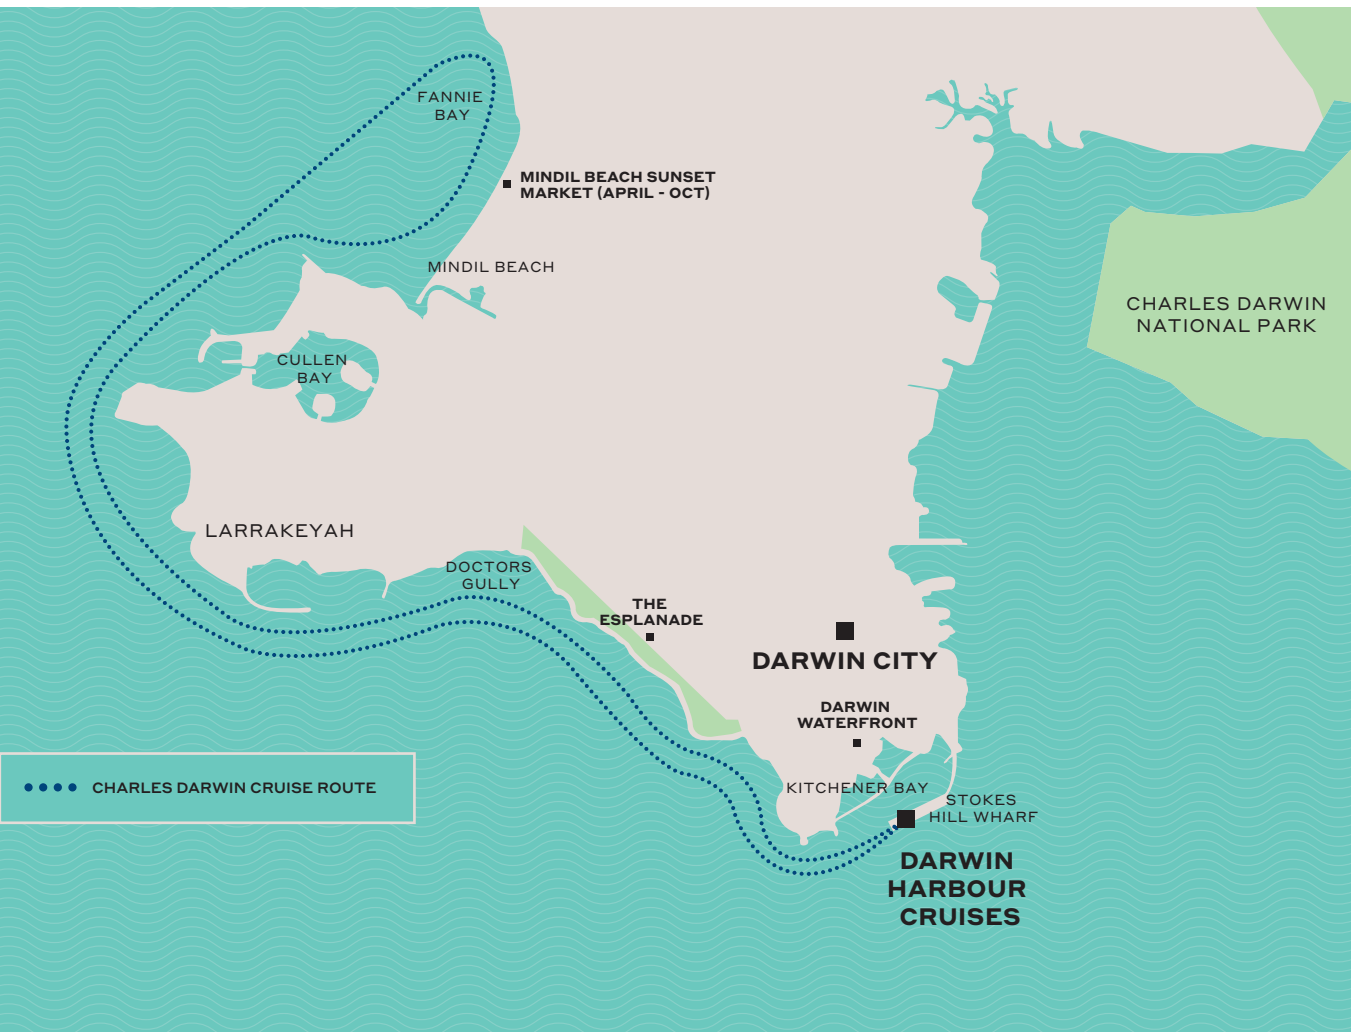 FANNIE
BAY
MINDIL BEACH SUNSET
MARKET (APRIL - OCT)
MINDIL BEACH
CHARLES DARWIN
NATIONAL PARK
CULLEN
BAY
LARRAKEYAH
DOCTORS
GULLY
THE
ESPLANADE
DARWIN CITY
DARWIN
WATERFRONT
CHARLES DARWIN CRUISE ROUTE
KITCHENER BAY
STOKES
HILL WHARF
DARWIN
HARBOUR
CRUISES